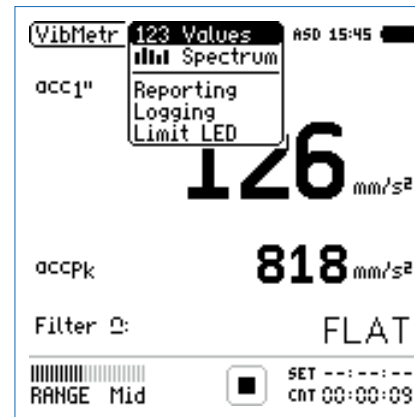 VibMetr 123 Values ASD 15:45
Spectrum
acc1"
Reporting
Logging
Limit LED
126 mm/s²
accPk 818 mm/s²
Filter Ω: FLAT
SET --:--:--
RANGE Mid CNT 00:00:09